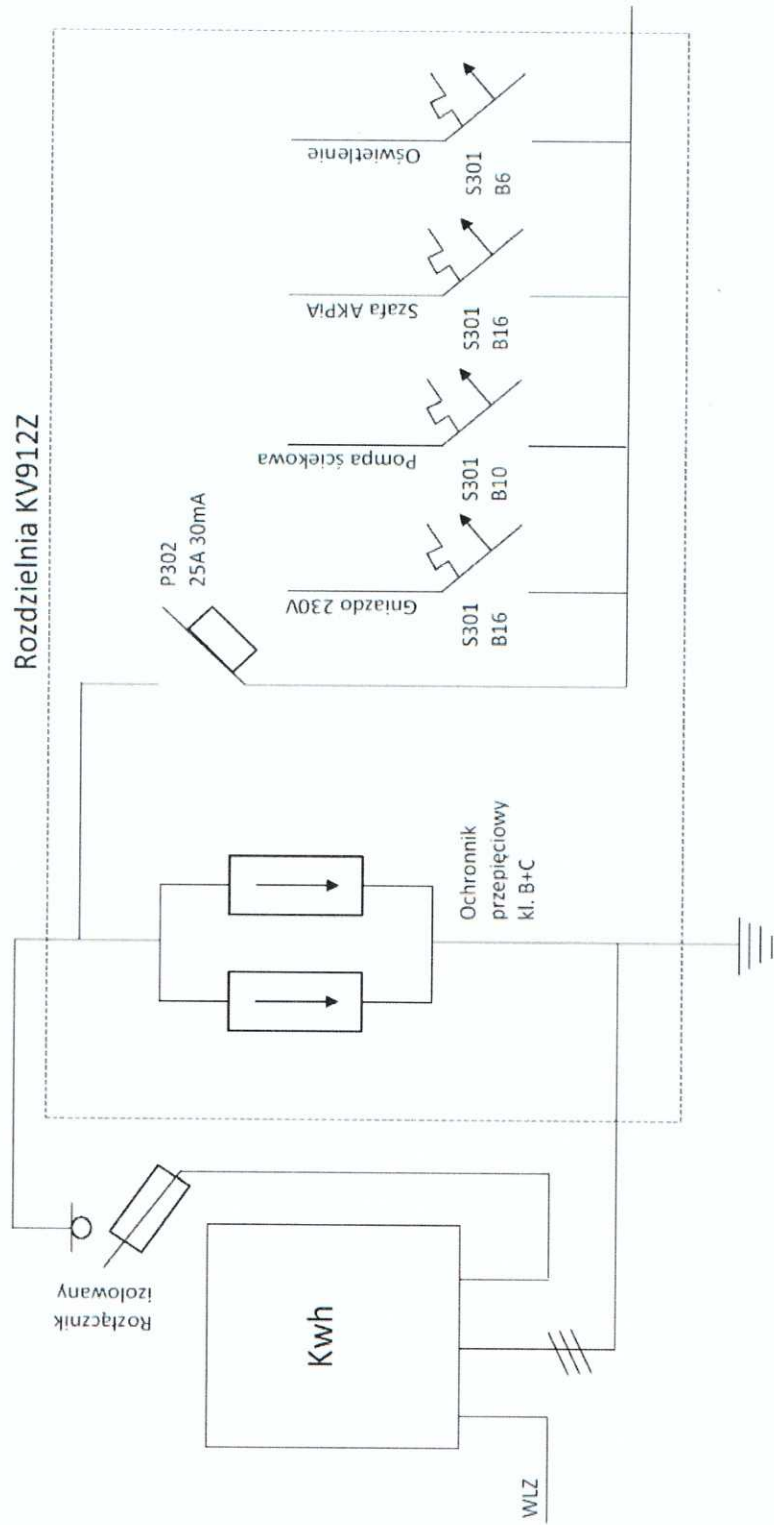 Rozdzielnia KV912Z
P302
25A 30mA
Oświetlenie
S301
B6
Szafa AKPiA
S301
B16
Pompa ściekowa
S301
B10
Gniazdo 230V
S301
B16
Ochronnik
przepięciowy
kl. B+C
Rozłącznik
izolowany
Kwh
WLZ